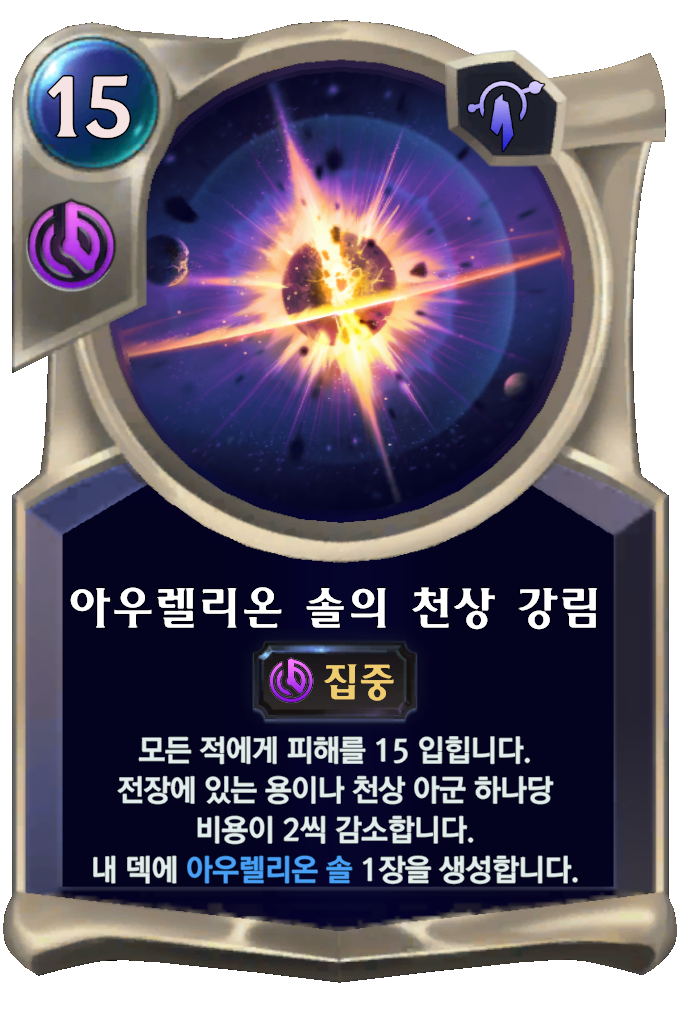 15
아우렐리온 솔의 천상 강림
집중
모든 적에게 피해를 15 입힙니다.
전장에 있는 용이나 천상 아군 하나당
비용이 2씩 감소합니다.
내 덱에 아우렐리온 솔 1장을 생성합니다.